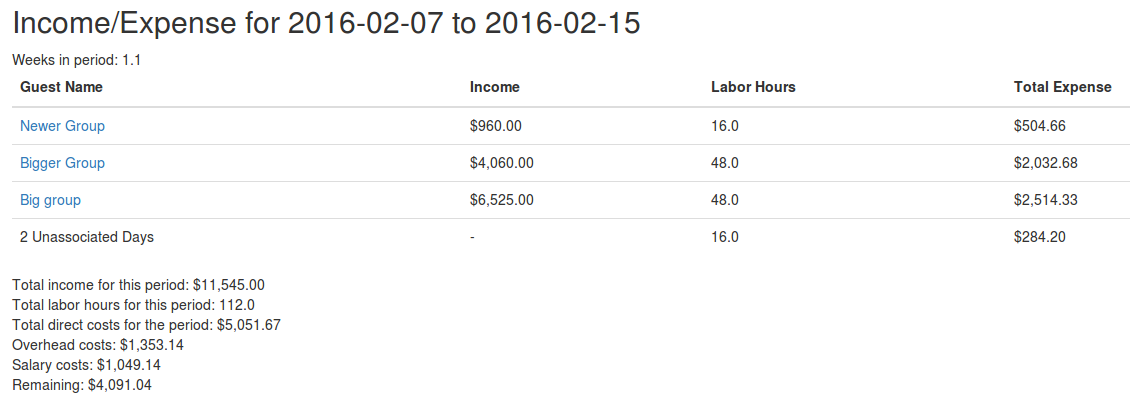 Income/Expense for 2016-02-07 to 2016-02-15
Weeks in period: 1.1
Guest Name Income Labor Hours Total Expense
Newer Group $960.00 16.0 $504.66
Bigger Group $4,060.00 48.0 $2,032.68
Big group $6,525.00 48.0 $2,514.33
2 Unassociated Days - 16.0 $284.20
Total income for this period: $11,545.00
Total labor hours for this period: 112.0
Total direct costs for the period: $5,051.67
Overhead costs: $1,353.14
Salary costs: $1,049.14
Remaining: $4,091.04